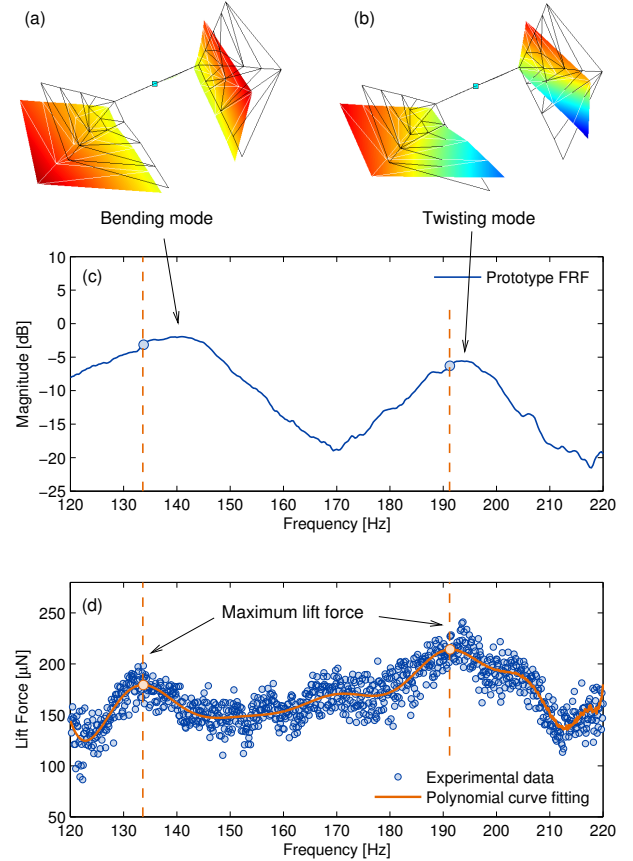 (a)
(b)
Bending mode
Twisting mode
(c)
Prototype FRF
10
5
0
−5
−10
−15
−20
−25
Magnitude [dB]
120 130 140 150 160 170 180 190 200 210 220
Frequency [Hz]
(d)
Maximum lift force
250
200
150
100
50
Lift Force [µN]
Experimental data
Polynomial curve fitting
120 130 140 150 160 170 180 190 200 210 220
Frequency [Hz]